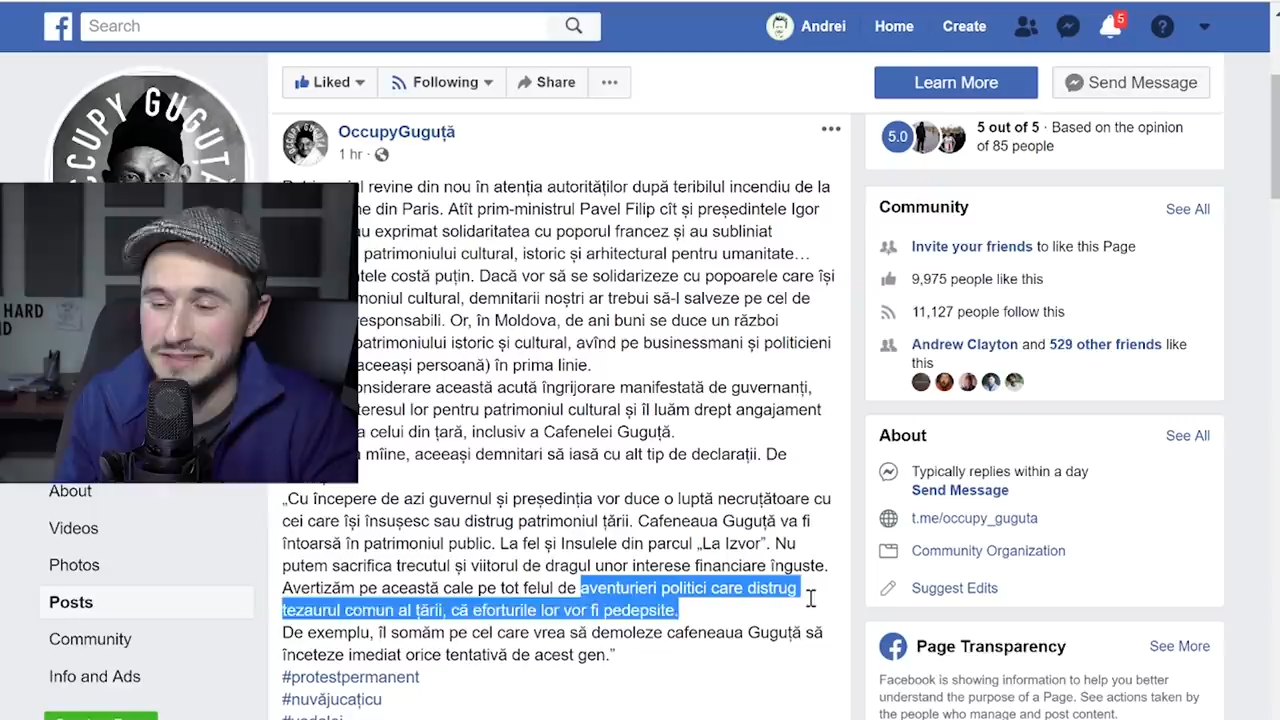 Search
Andrei
Home
Create
5
Liked
Following
Share
Learn More
Send Message
OCCUPY GUGUȚĂ
OccupyGuguță
1 hr
revine din nou în atenția autorităților după teribilul incendiu de la
din Paris. Atît prim-ministrul Pavel Filip cît și președintele Igor
au exprimat solidaritatea cu poporul francez și au subliniat
patrimoniului cultural, istoric și arhitectural pentru umanitate…
costă puțin. Dacă vor să se solidarizeze cu popoarele care își
cultural, demnitarii noștri ar trebui să-l salveze pe cel de
responsabili. Or, în Moldova, de ani buni se duce un război
patrimoniului istoric și cultural, avînd pe businessmani și politicieni
aceeași persoană) în prima linie.
considerare această acută îngrijorare manifestată de guvernanți,
lor pentru patrimoniul cultural și îl luăm drept angajament
a celui din țară, inclusiv a Cafenelei Guguță.
mîine, aceeași demnitari să iasă cu alt tip de declarații. De
„Cu începere de azi guvernul și președinția vor duce o luptă necruțătoare cu
cei care își însușesc sau distrug patrimoniul țării. Cafeneaua Guguță va fi
întoarsă în patrimoniul public. La fel și Insulele din parcul „La Izvor”. Nu
putem sacrifica trecutul și viitorul de dragul unor interese financiare înguste.
Avertizăm pe această cale pe tot felul de aventurieri politici care distrug
tezaurul comun al țării, că eforturile lor vor fi pedepsite.
De exemplu, îl somăm pe cel care vrea să demoleze cafeneaua Guguță să
înceteze imediat orice tentativă de acest gen.”
#protestpermanent
#nuvăjucațicu
HARD
About
Videos
Photos
Posts
Community
Info and Ads
5.0
5 out of 5 · Based on the opinion
of 85 people
Community
See All
Invite your friends to like this Page
9,975 people like this
11,127 people follow this
Andrew Clayton and 529 other friends like
this
About
See All
Typically replies within a day
Send Message
t.me/occupy_guguta
Community Organization
Suggest Edits
Page Transparency
See More
Facebook is showing information to help you better
understand the purpose of a Page. See actions taken by
the people who manage and post content.